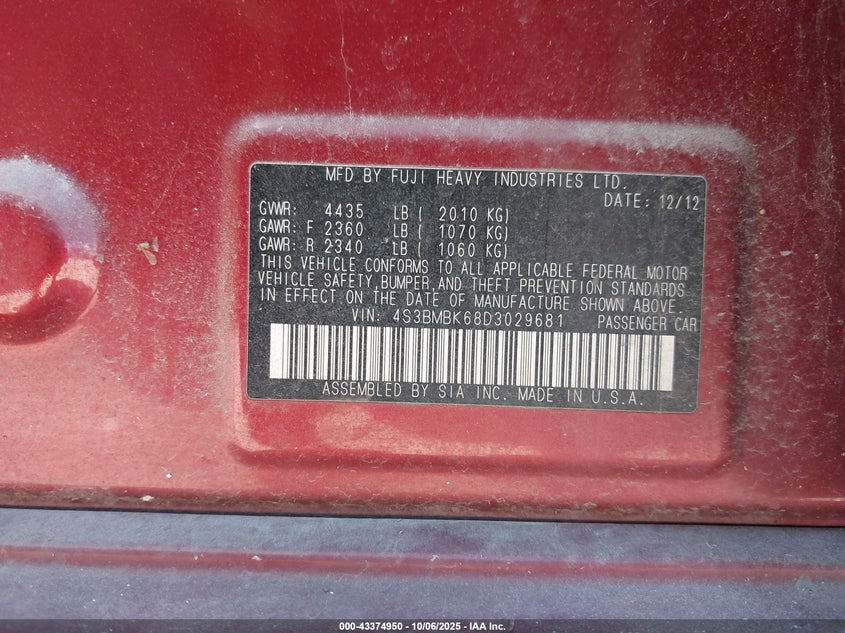 MFD BY FUJI HEAVY INDUSTRIES LTD.
DATE: 12/12
GVWR: 4435 LB ( 2010 KG)
GAWR: F 2360 LB ( 1070 KG)
GAWR: R 2340 LB ( 1060 KG)
THIS VEHICLE CONFORMS TO ALL APPLICABLE FEDERAL MOTOR
VEHICLE SAFETY,BUMPER,AND THEFT PREVENTION STANDARDS
IN EFFECT ON THE DATE OF MANUFACTURE SHOWN ABOVE.
VIN: 4S3BMBK68D3029681 PASSENGER CAR
ASSEMBLED BY SIA INC. MADE IN U.S.A.
000-43374950 - 10/06/2025 - IAA Inc.